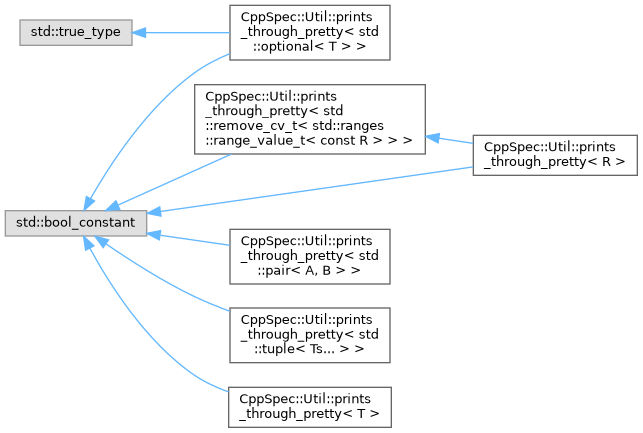 std::true_type
CppSpec::Util::prints
_through_pretty< std
::optional< T > >
CppSpec::Util::prints
_through_pretty< std
::remove_cv_t< std::ranges
::range_value_t< const R > > >
CppSpec::Util::prints
_through_pretty< R >
std::bool_constant
CppSpec::Util::prints
_through_pretty< std
::pair< A, B > >
CppSpec::Util::prints
_through_pretty< std
::tuple< Ts... > >
CppSpec::Util::prints
_through_pretty< T >